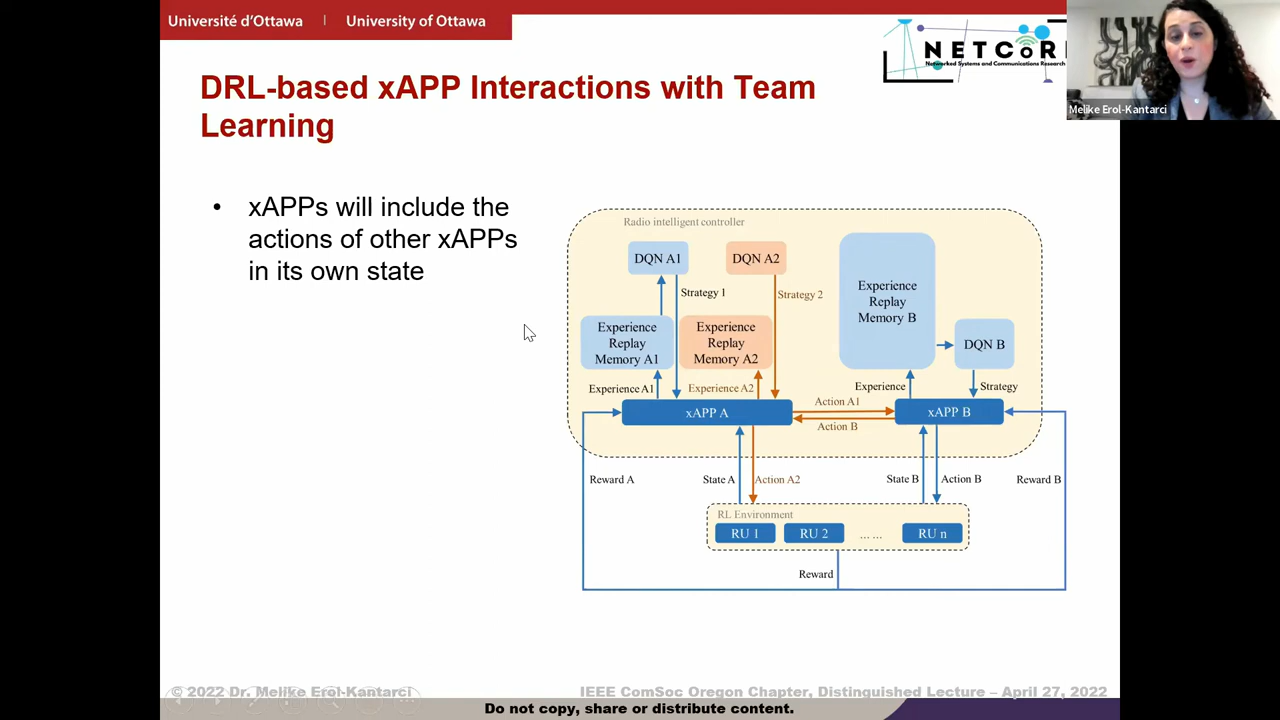 Université d'Ottawa | University of Ottawa
NETCOR
Networked Systems and Communications Research
Melike Erol-Kantarci
DRL-based xAPP Interactions with Team
Learning
• xAPPs will include the
actions of other xAPPs
in its own state
Radio intelligent controller
DQN A1
DQN A2
Strategy 1
Strategy 2
Experience
Replay
Memory A1
Experience
Replay
Memory A2
Experience
Replay
Memory B
DQN B
Experience A1
Experience A2
Experience
Strategy
xAPP A
Action A1
Action B
xAPP B
Reward A
State A
Action A2
State B
Action B
Reward B
RL Environment
RU 1
RU 2
... ...
RU n
Reward
© 2022 Dr. Melike Erol-Kantarci
IEEE ComSoc Oregon Chapter, Distinguished Lecture – April 27, 2022
Do not copy, share or distribute content.